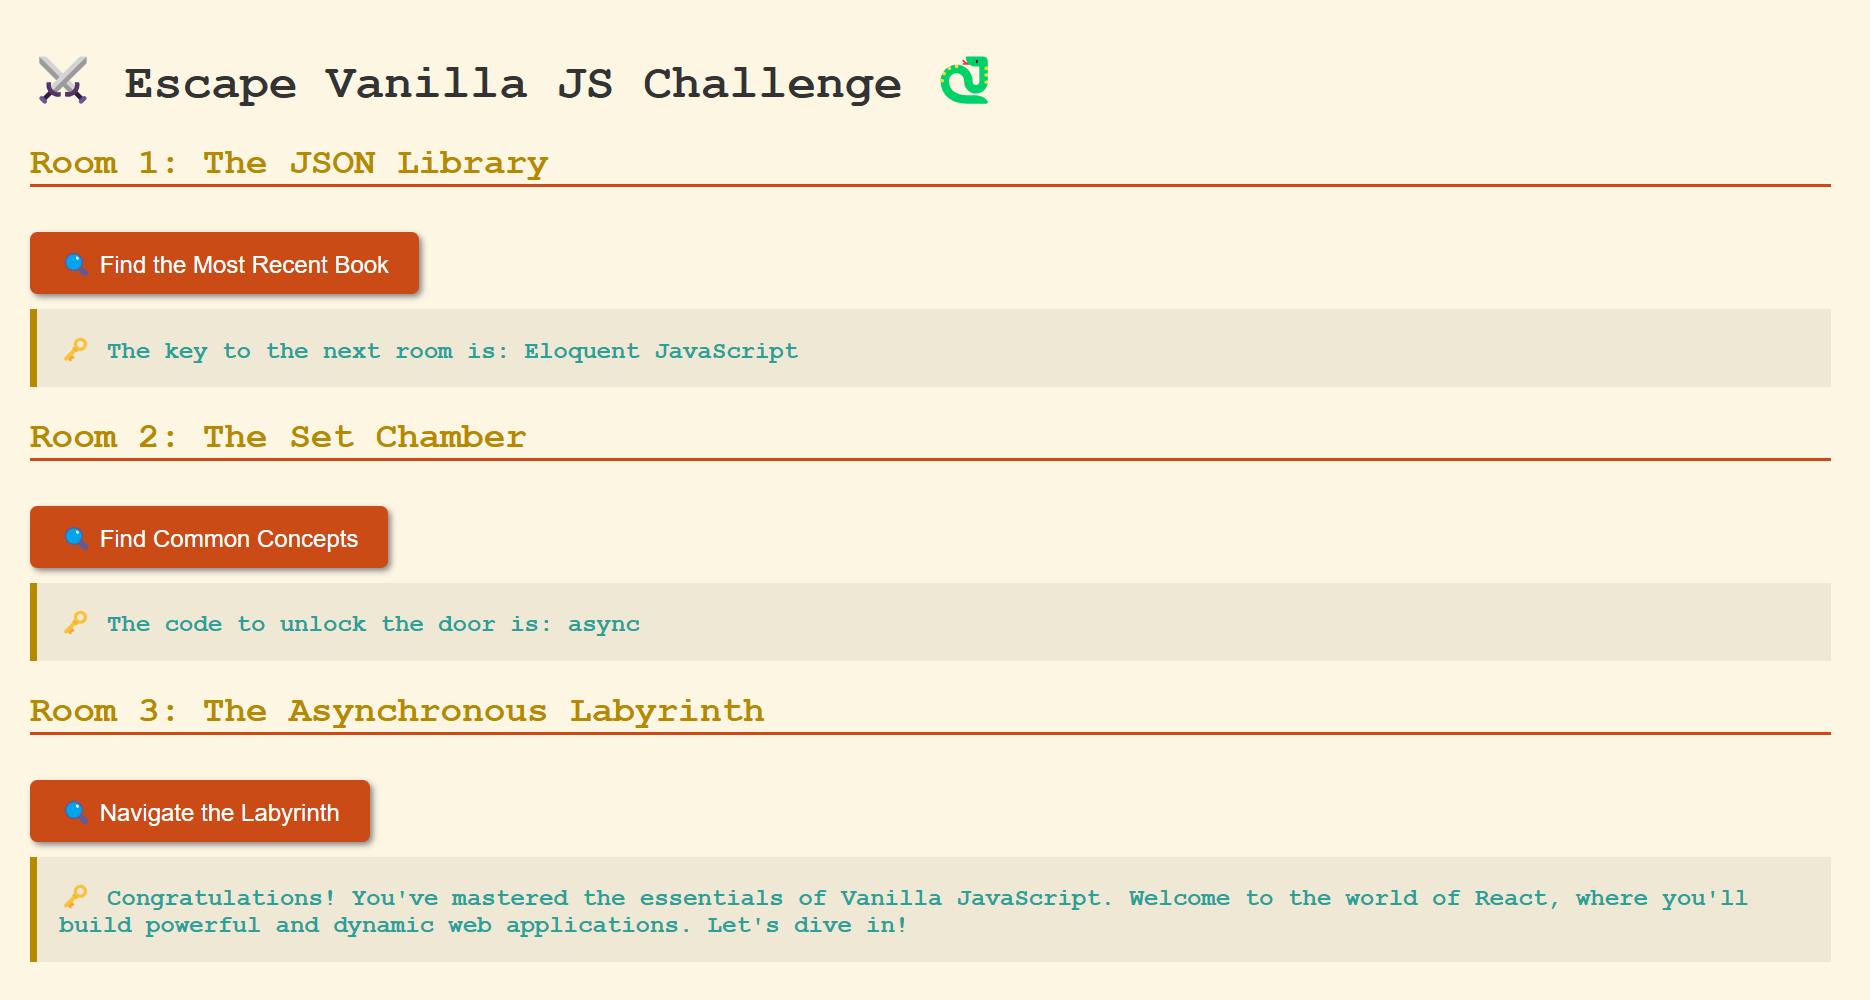 ⚔️ Escape Vanilla JS Challenge 🐍
Room 1: The JSON Library
🔍 Find the Most Recent Book
🔑 The key to the next room is: Eloquent JavaScript
Room 2: The Set Chamber
🔍 Find Common Concepts
🔑 The code to unlock the door is: async
Room 3: The Asynchronous Labyrinth
🔍 Navigate the Labyrinth
🔑 Congratulations! You've mastered the essentials of Vanilla JavaScript. Welcome to the world of React, where you'll
build powerful and dynamic web applications. Let's dive in!